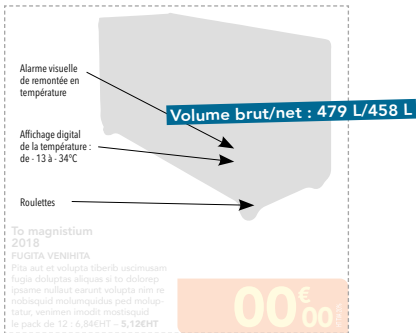 Alarme visuelle
de remontée en
température
Volume brut/net : 479 L/458 L
Affichage digital
de la température :
de - 13 à - 34°C
Roulettes
To magnistium
2018
FUGITA VENIHITA
Pita aut et volupta tiberib uscimusam
fugia doluptas aliquas si to dolorep
ipsame nullaut earunt volupta nim re
nobisquid molumquidus ped molup-
tatur, venimen imodit mostisquid
le pack de 12 : 6,84€HT – 5,12€HT
00€00